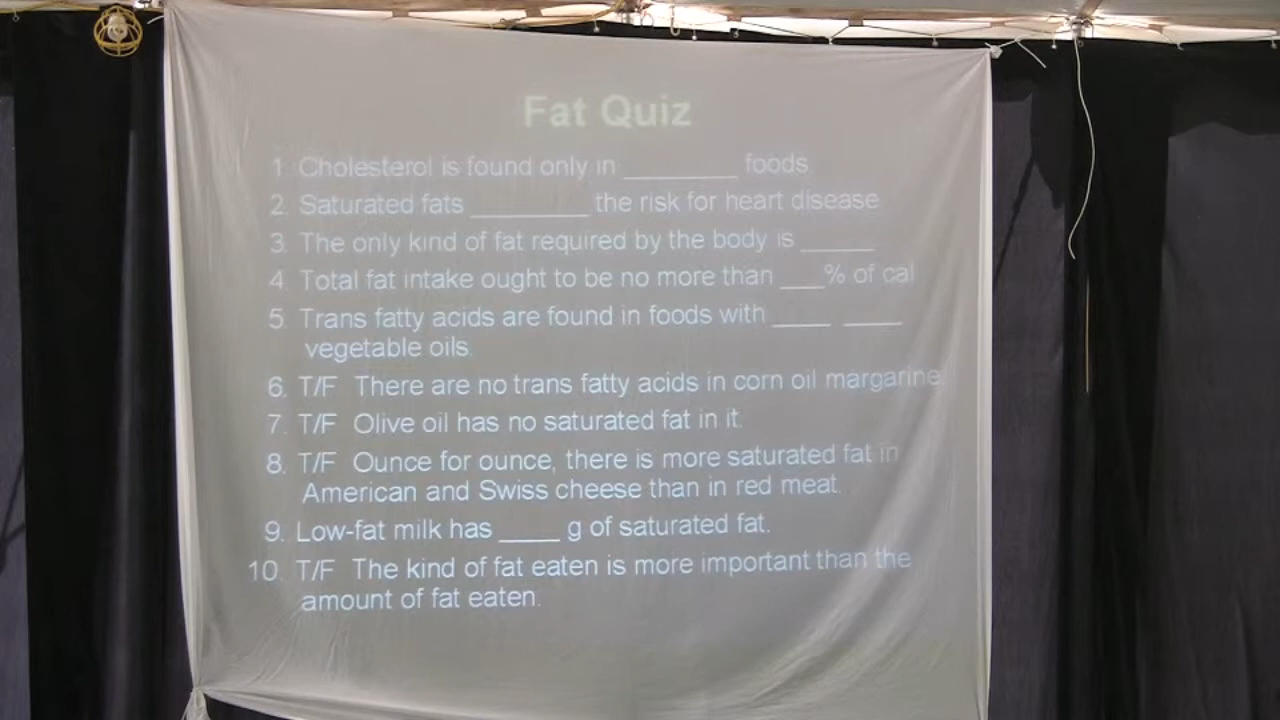 Fat Quiz
1. Cholesterol is found only in ________ foods.
2. Saturated fats ________ the risk for heart disease
3. The only kind of fat required by the body is _____
4. Total fat intake ought to be no more than ___% of cal
5. Trans fatty acids are found in foods with ____ ____
vegetable oils.
6. T/F There are no trans fatty acids in corn oil margarine.
7. T/F Olive oil has no saturated fat in it.
8. T/F Ounce for ounce, there is more saturated fat in
American and Swiss cheese than in red meat.
9. Low-fat milk has ____ g of saturated fat.
10. T/F The kind of fat eaten is more important than the
amount of fat eaten.